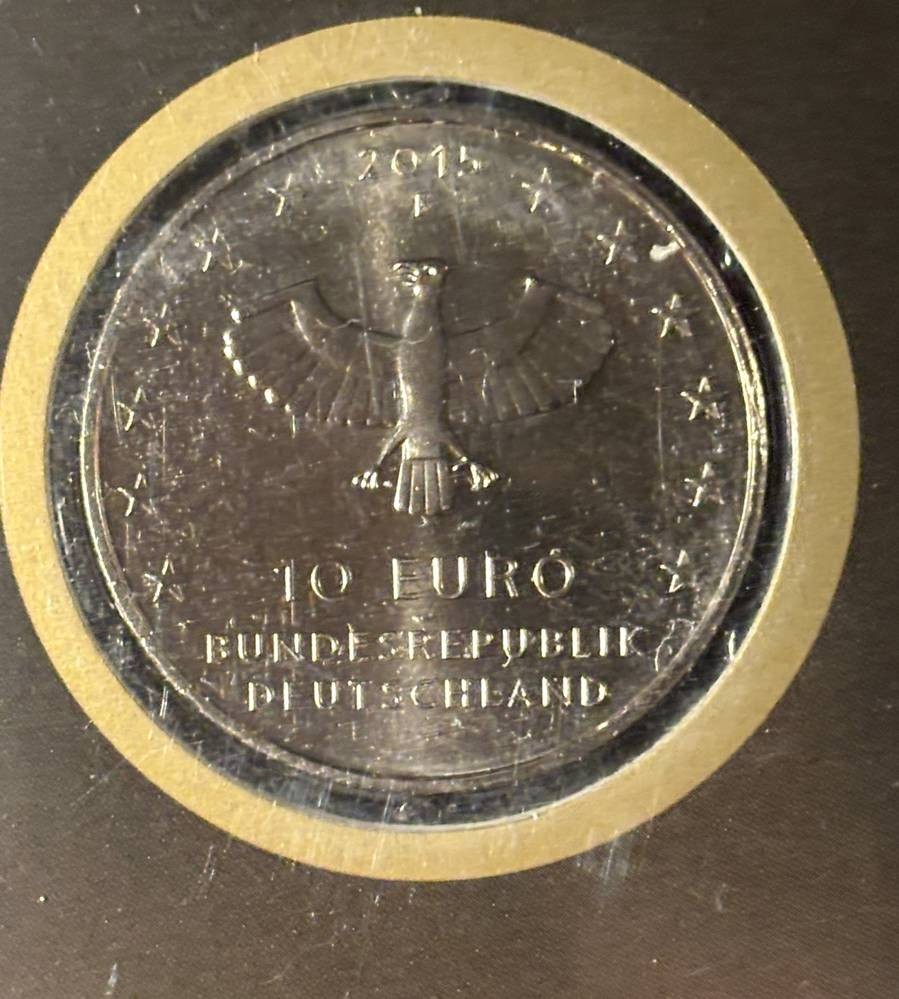 2015
F
10 EURO
BUNDESREPUBLIK
DEUTSCHLAND